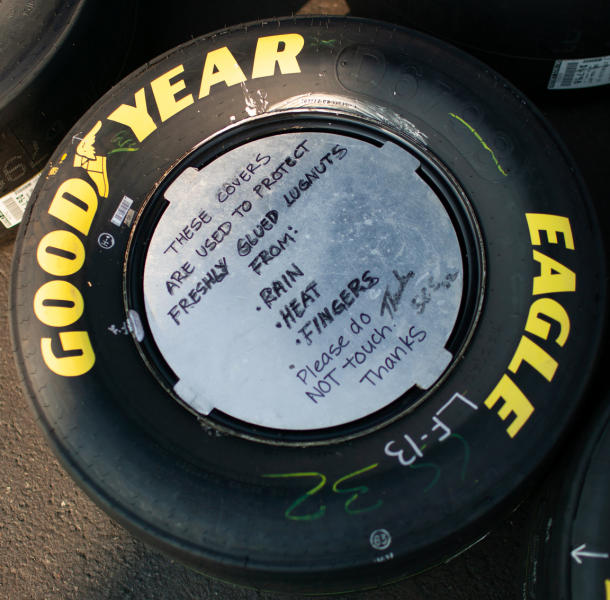 GOODYEAR
EAGLE
THESE COVERS
ARE USED TO PROTECT
FRESHLY GLUED LUGNUTS
FROM:
• RAIN
• HEAT
• FINGERS
• Please do
NOT touch. Thanks
Thanks
LF-13
32